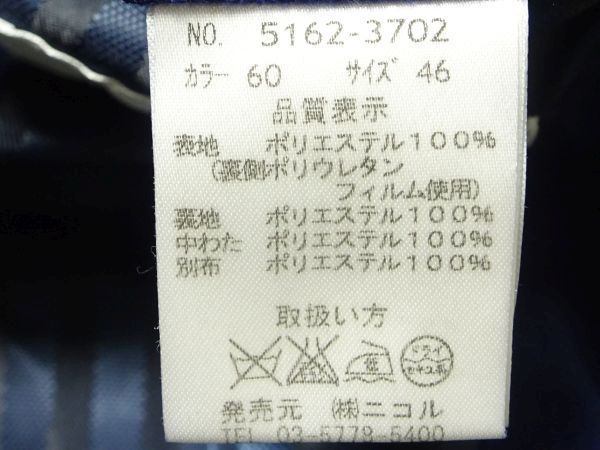 NO. 5162-3702
カラー 60 サイズ 46
品質表示
表地 ポリエステル100%
(裏側ポリウレタン
フィルム使用)
裏地 ポリエステル100%
中わた ポリエステル100%
別布 ポリエステル100%
取扱い方
ドライ
セキユ系
発売元 (株)ニコル
TEL 03-5778-5400